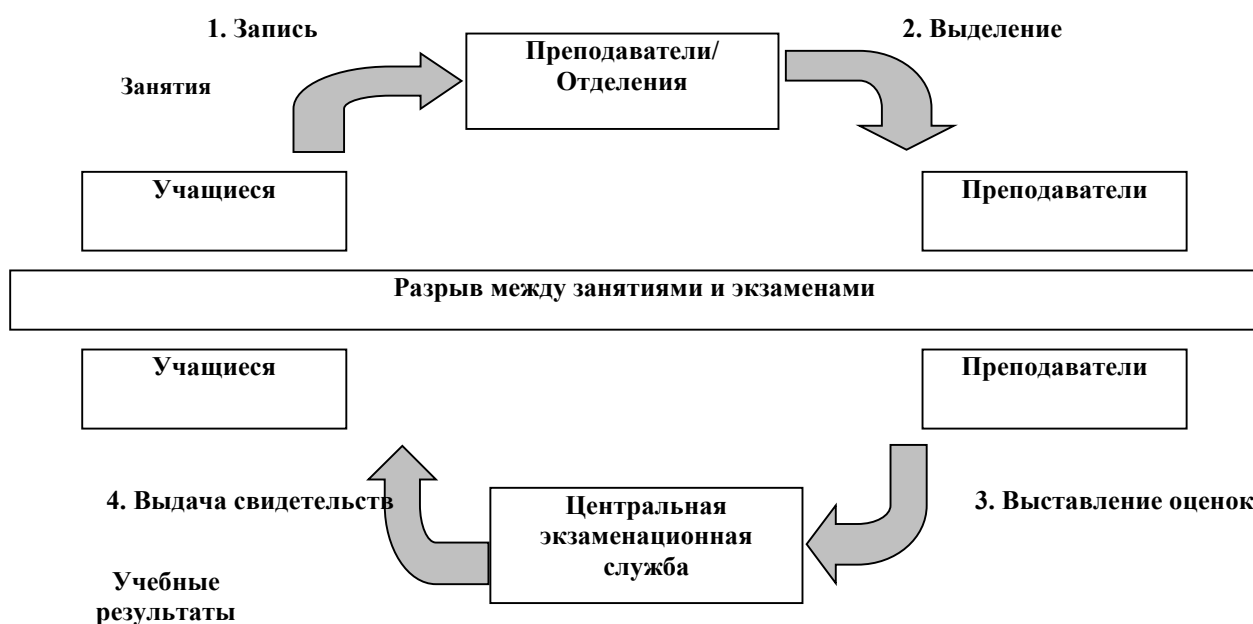 1. Запись
2. Выделение
Преподаватели/
Отделения
Занятия
Учащиеся
Преподаватели
Разрыв между занятиями и экзаменами
Учащиеся
Преподаватели
4. Выдача свидетельств
Центральная
экзаменационная
служба
3. Выставление оценок
Учебные
результаты